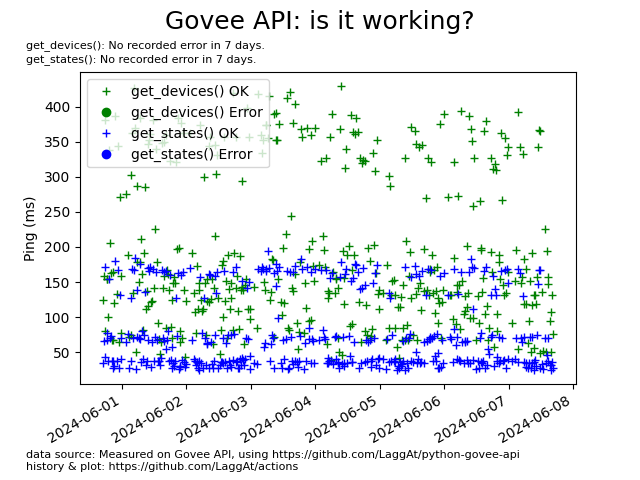 Govee API: is it working?
get_devices(): No recorded error in 7 days.
get_states(): No recorded error in 7 days.
get_devices() OK
get_devices() Error
get_states() OK
get_states() Error
Ping (ms)
400
350
300
250
200
150
100
50
2024-06-01
2024-06-02
2024-06-03
2024-06-04
2024-06-05
2024-06-06
2024-06-07
2024-06-08
data source: Measured on Govee API, using https://github.com/LaggAt/python-govee-api
history & plot: https://github.com/LaggAt/actions